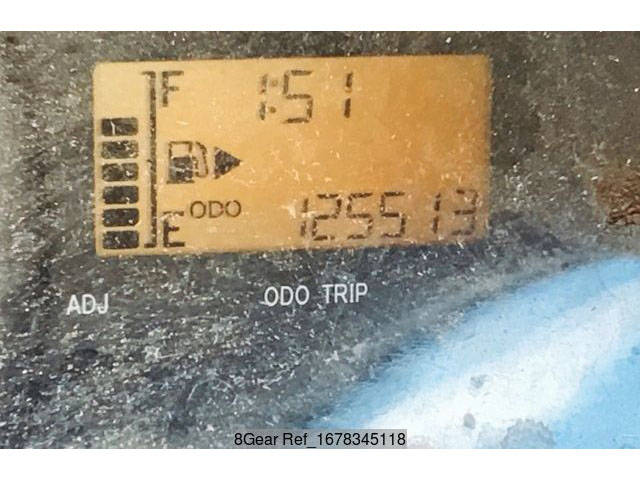 F 1:51
ODO 125513
E
ADJ ODO TRIP
8Gear Ref_1678345118